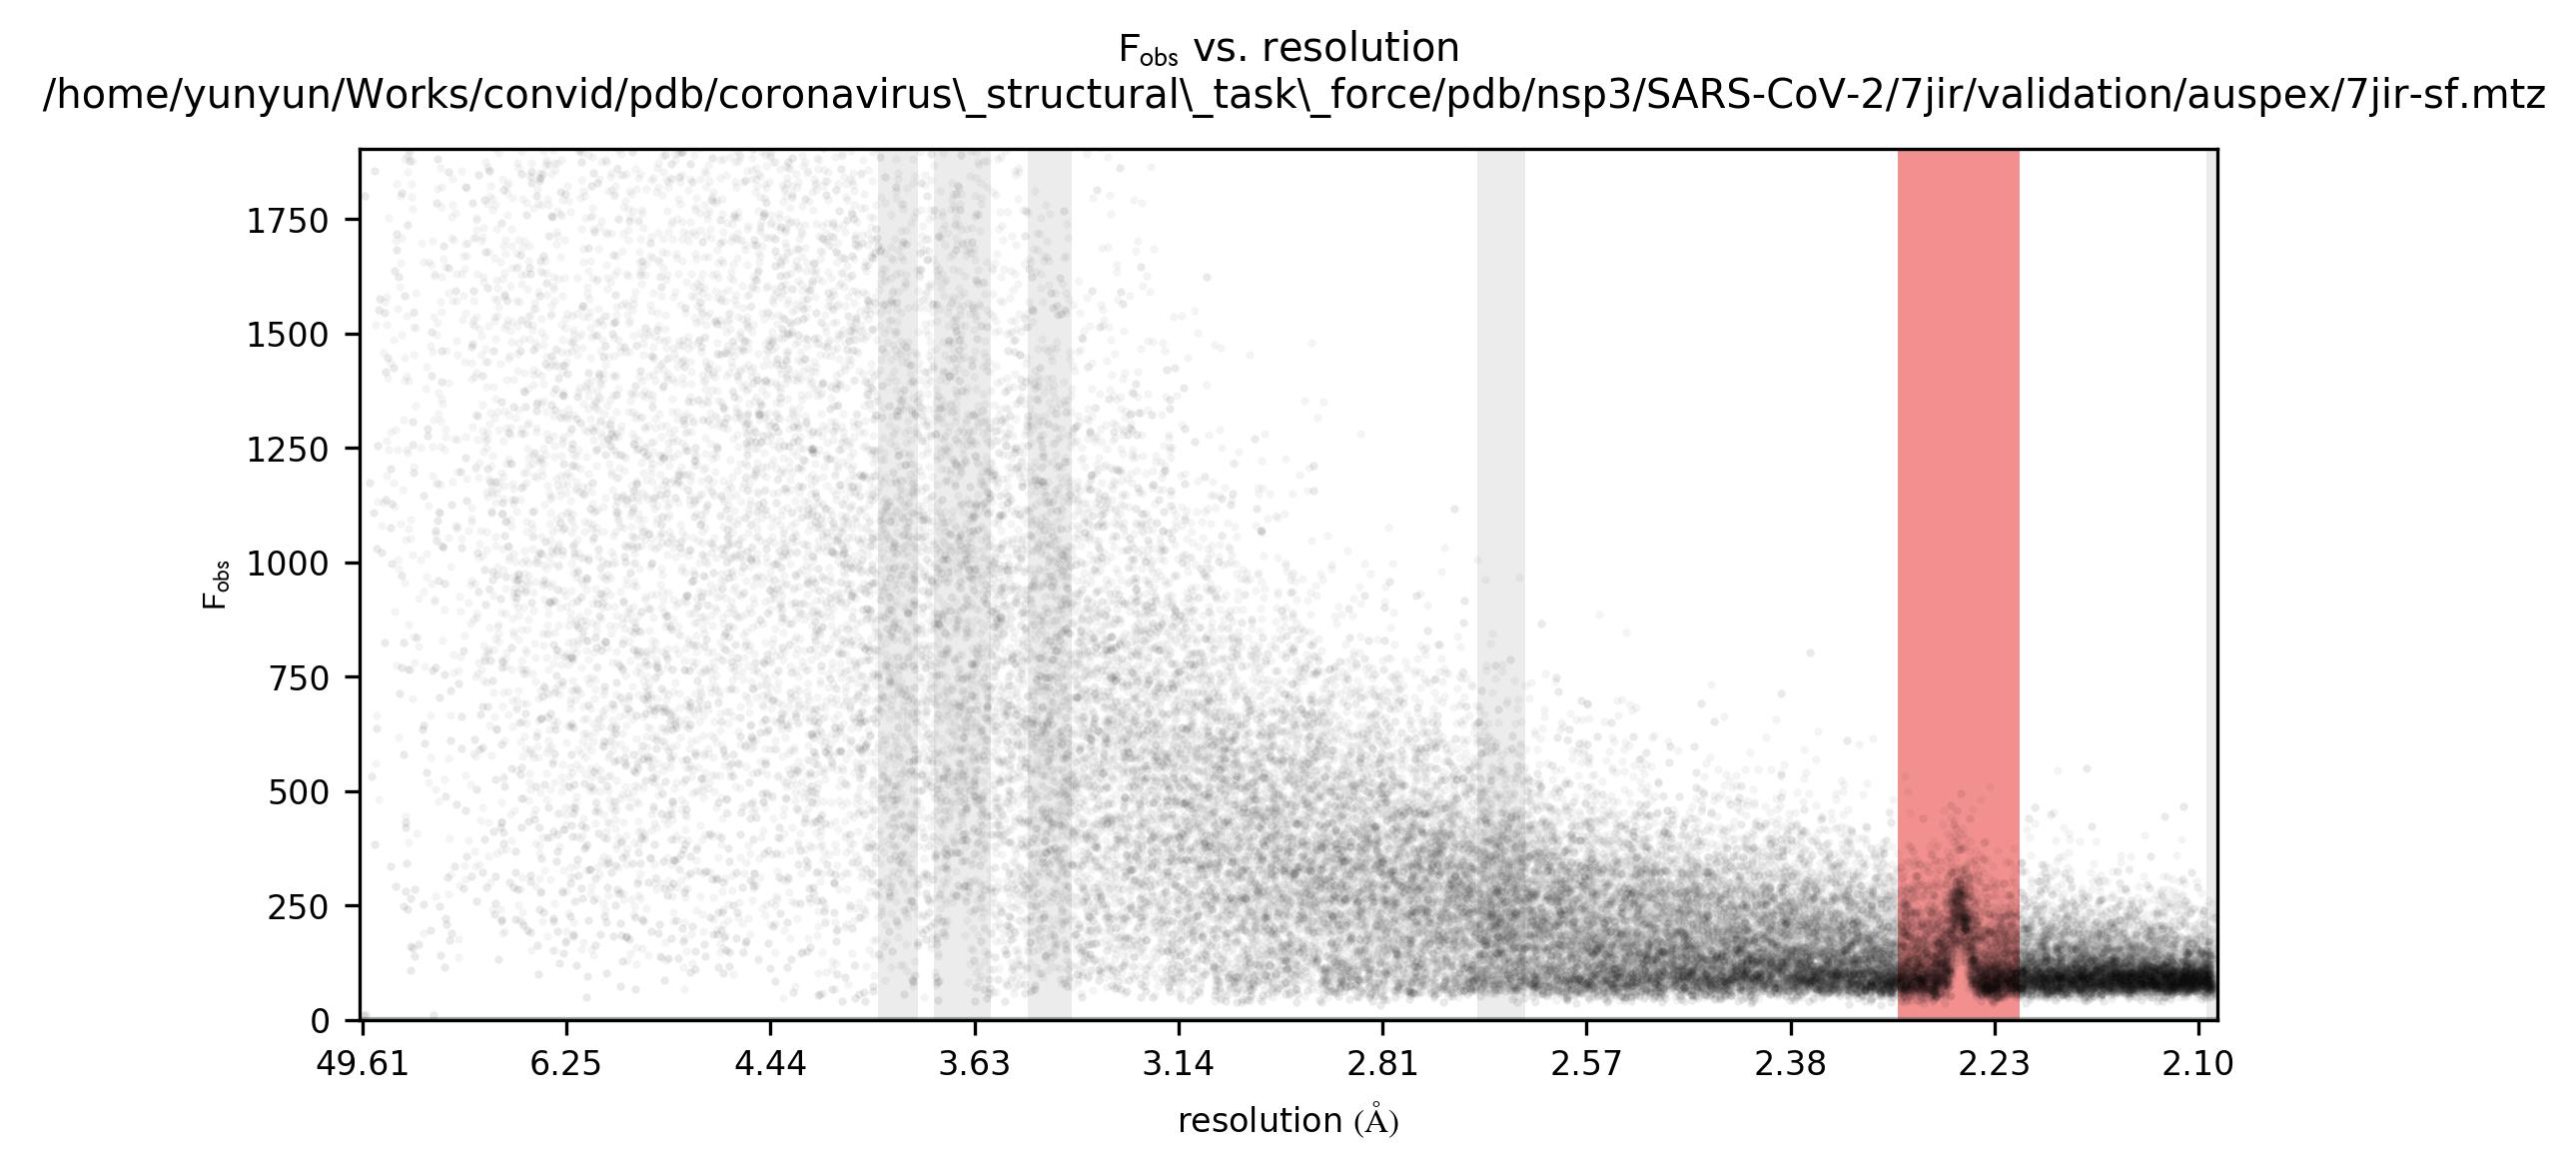 Fobs vs. resolution
/home/yunyun/Works/convid/pdb/coronavirus\_structural\_task\_force/pdb/nsp3/SARS-CoV-2/7jir/validation/auspex/7jir-sf.mtz
Fobs
1750
1500
1250
1000
750
500
250
0
49.61 6.25 4.44 3.63 3.14 2.81 2.57 2.38 2.23 2.10
resolution (Å)